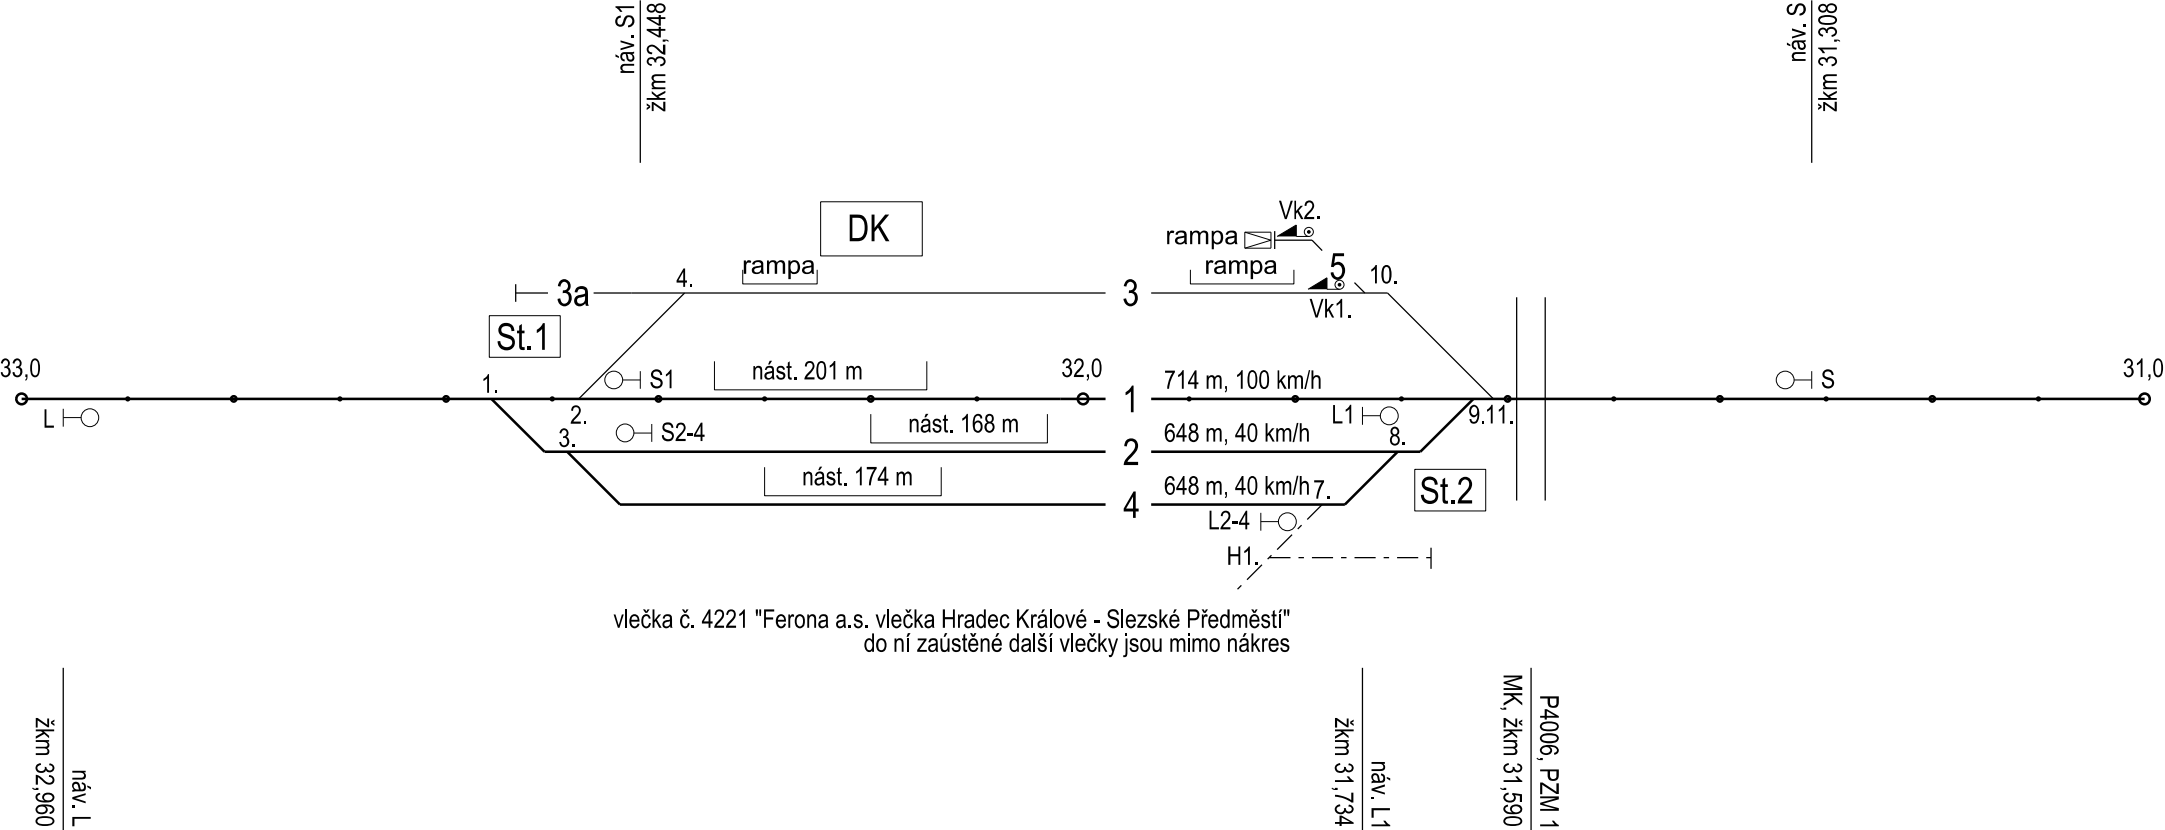 náv. S1
žkm 32,448
náv. S
žkm 31,308
DK
Vk2.
rampa
rampa
rampa
5
4.
10.
3a
3
Vk1.
St.1
33,0
1.
S1
nást. 201 m
32,0
714 m, 100 km/h
S
31,0
L
2.
1
L1
9.
11.
3.
S2-4
nást. 168 m
648 m, 40 km/h
8.
2
nást. 174 m
648 m, 40 km/h
7.
St.2
4
L2-4
H1.
vlečka č. 4221 "Ferona a.s. vlečka Hradec Králové - Slezské Předměstí"
do ní zaústěné další vlečky jsou mimo nákres
náv. L
žkm 32,960
náv. L1
žkm 31,734
P4006, PZM 1
MK, žkm 31,590